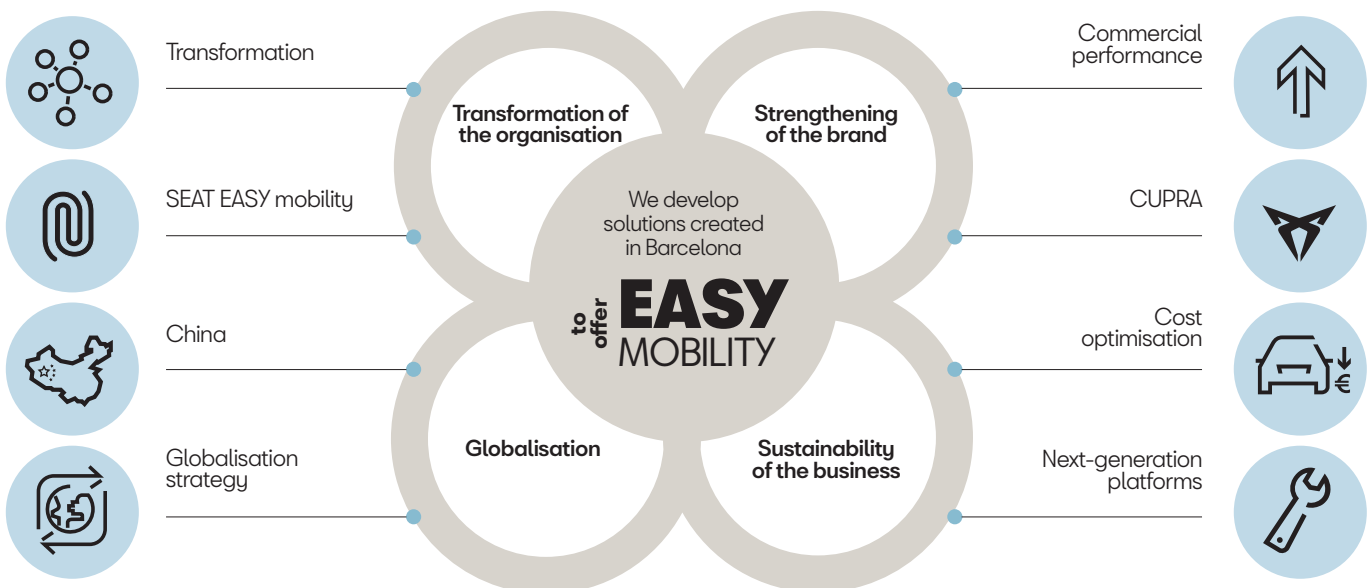 Transformation
SEAT EASY mobility
China
Globalisation
strategy
Transformation of
the organisation
Strengthening
of the brand
We develop
solutions created
in Barcelona
to
offer
EASY
MOBILITY
Globalisation
Sustainability
of the business
Commercial
performance
CUPRA
Cost
optimisation
€
Next-generation
platforms